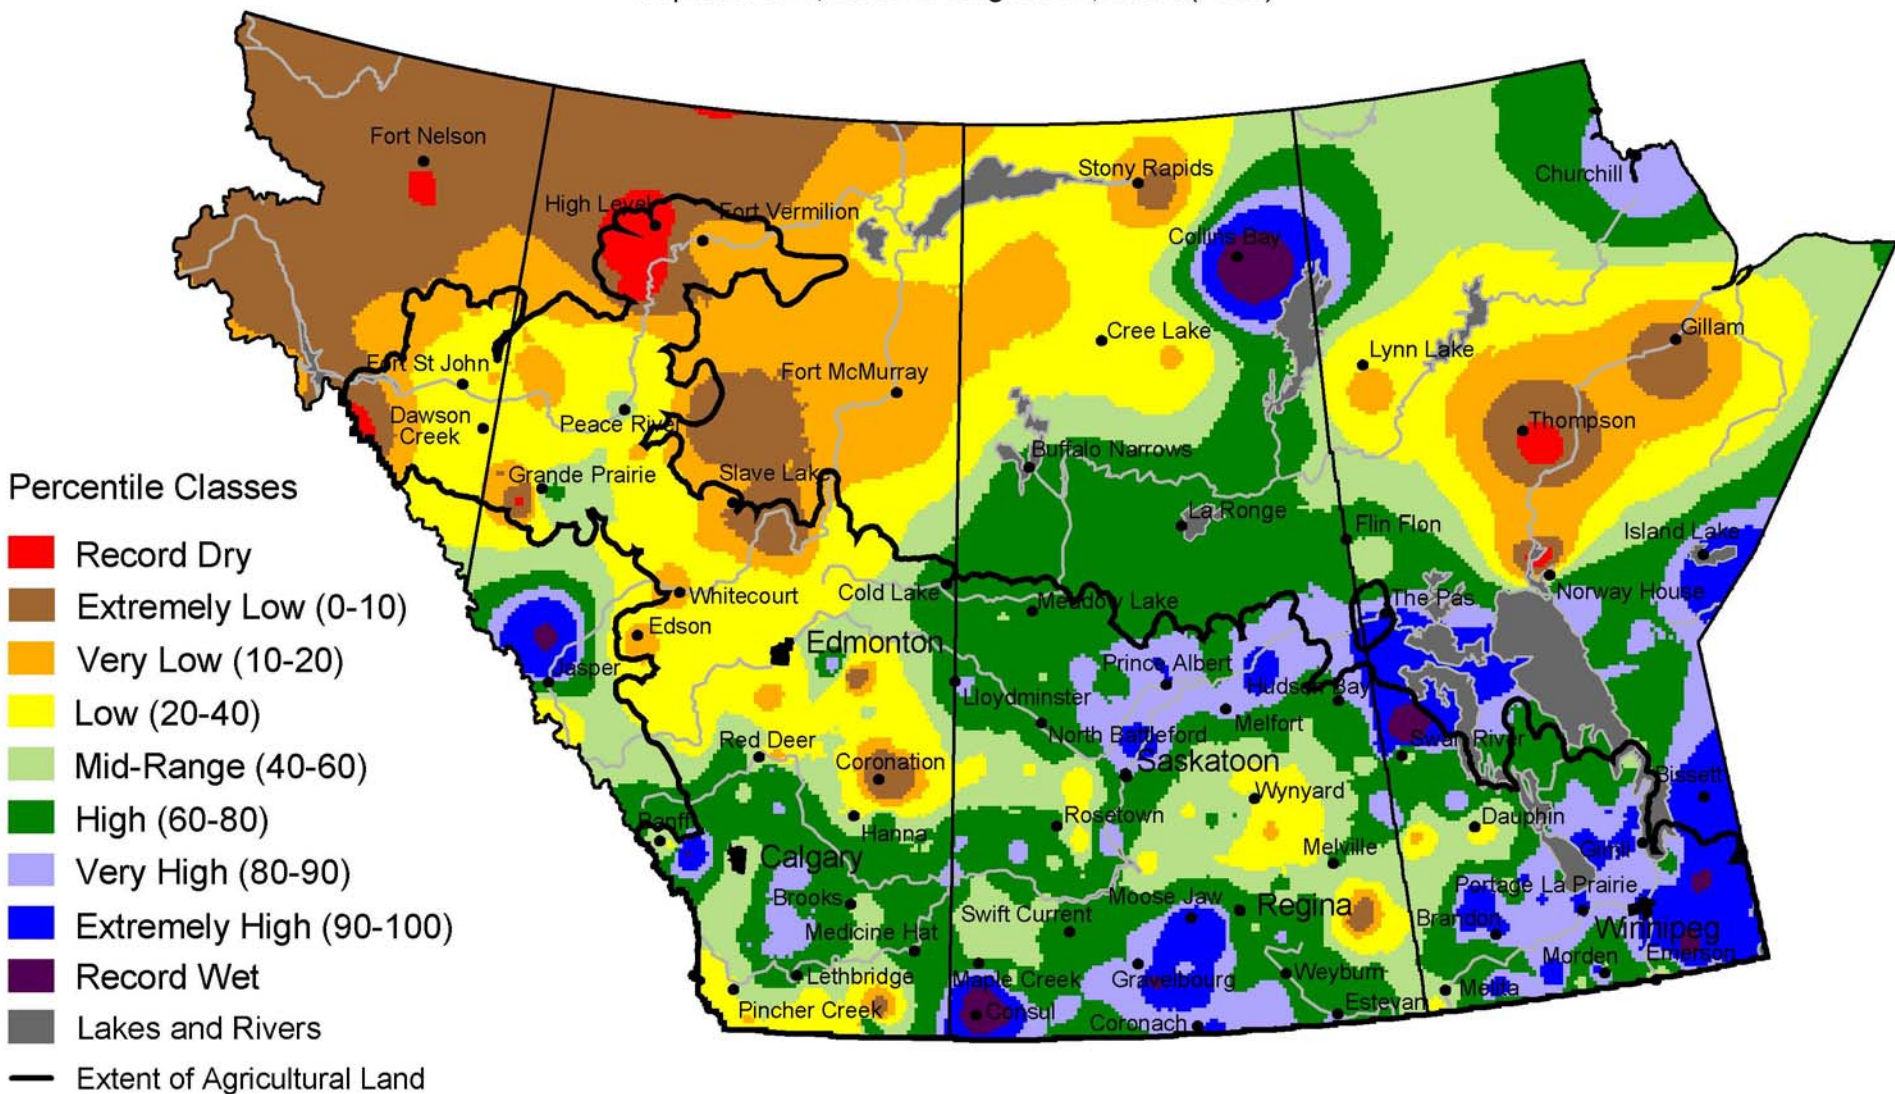 Fort Nelson
High Level
Fort Vermilion
Stony Rapids
Churchill
Collins Bay
Cree Lake
Lynn Lake
Gillam
Fort St John
Fort McMurray
Dawson
Creek
Peace River
Buffalo Narrows
Thompson
Grande Prairie
Slave Lake
La Ronge
Flin Flon
Island Lake
Whitecourt
Cold Lake
Meadow Lake
The Pas
Norway House
Edson
Edmonton
Jasper
Prince Albert
Hudson Bay
Lloydminster
Melfort
North Battleford
Red Deer
Swan River
Coronation
Saskatoon
Bissett
Wynyard
Banff
Hanna
Rosetown
Dauphin
Calgary
Melville
Gimli
Brooks
Moose Jaw
Portage La Prairie
Swift Current
Regina
Brandon
Winnipeg
Medicine Hat
Morden
Emerson
Lethbridge
Maple Creek
Gravelbourg
Weyburn
Melita
Pincher Creek
Consul
Coronach
Estevan
Percentile Classes
Record Dry
Extremely Low (0-10)
Very Low (10-20)
Low (20-40)
Mid-Range (40-60)
High (60-80)
Very High (80-90)
Extremely High (90-100)
Record Wet
Lakes and Rivers
Extent of Agricultural Land